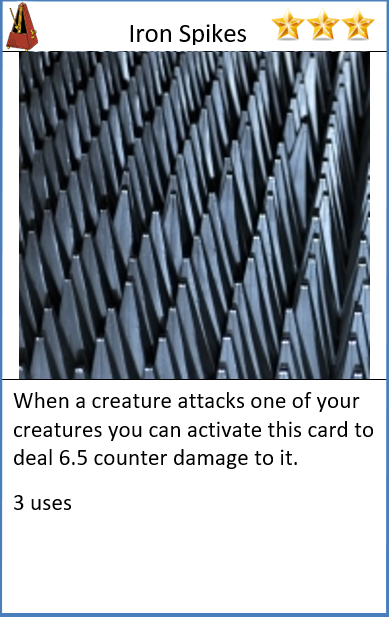 Iron Spikes
When a creature attacks one of your
creatures you can activate this card to
deal 6.5 counter damage to it.
3 uses